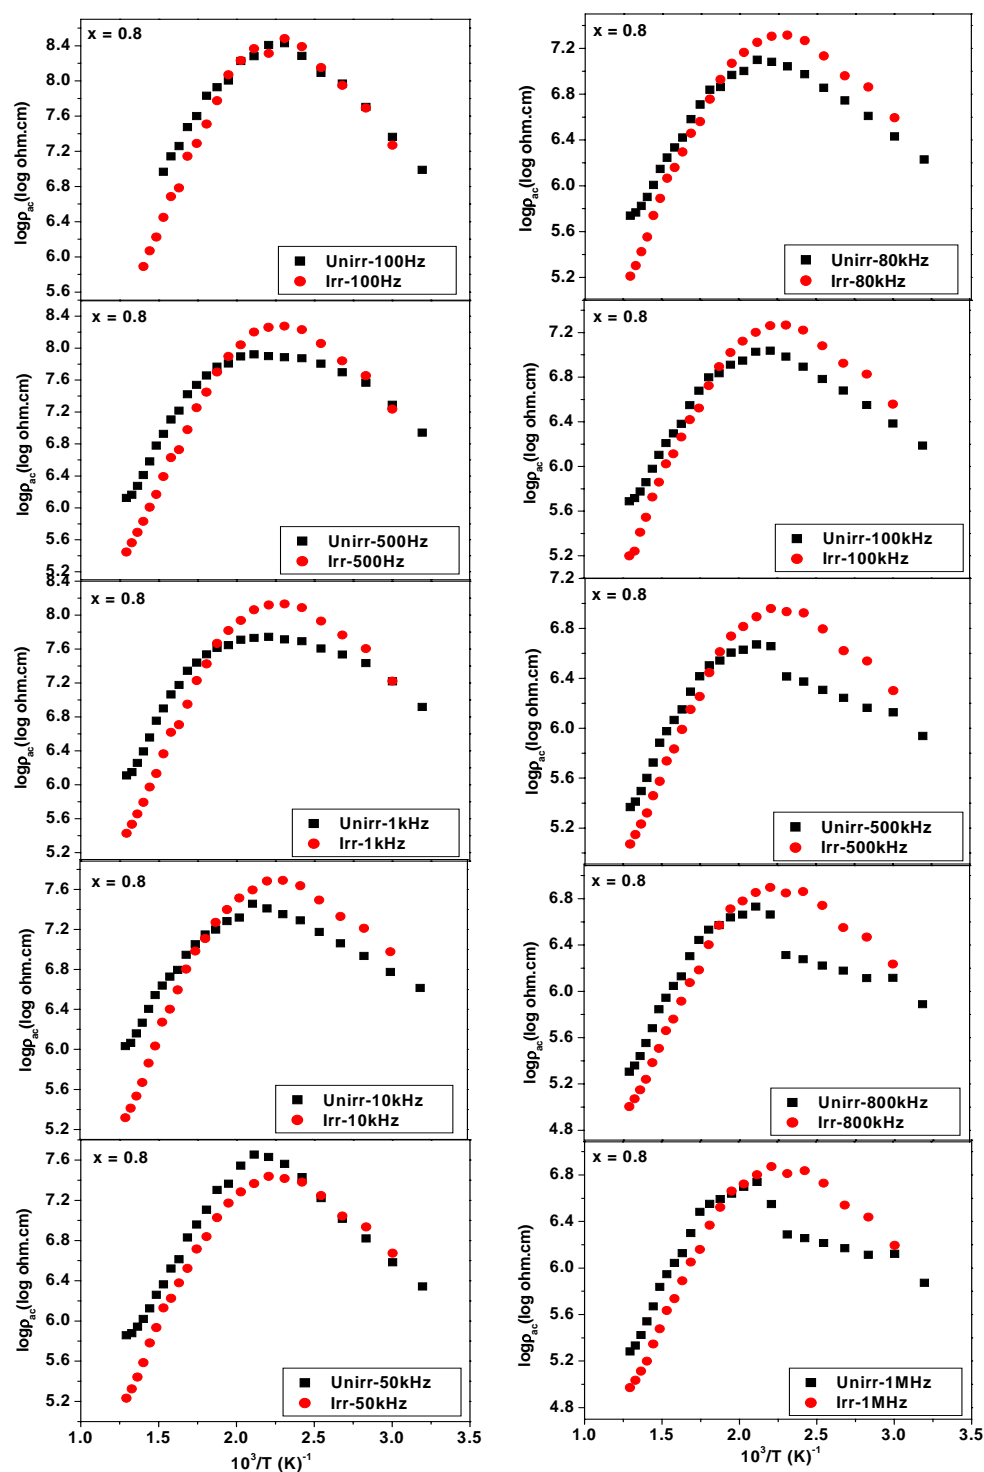 x = 0.8
logρac(log ohm.cm)
8.4
8.0
7.6
7.2
6.8
6.4
6.0
5.6
Unirr-100Hz
Irr-100Hz
x = 0.8
logρac(log ohm.cm)
8.4
8.0
7.6
7.2
6.8
6.4
6.0
5.6
5.2
Unirr-500Hz
Irr-500Hz
x = 0.8
logρac(log ohm.cm)
8.4
8.0
7.6
7.2
6.8
6.4
6.0
5.6
5.2
Unirr-1kHz
Irr-1kHz
x = 0.8
logρac(log ohm.cm)
7.6
7.2
6.8
6.4
6.0
5.6
5.2
Unirr-10kHz
Irr-10kHz
x = 0.8
logρac(log ohm.cm)
7.6
7.2
6.8
6.4
6.0
5.6
5.2
Unirr-50kHz
Irr-50kHz
1.0 1.5 2.0 2.5 3.0 3.5
10³/T (K)⁻¹
x = 0.8
logρac(log ohm.cm)
7.2
6.8
6.4
6.0
5.6
5.2
Unirr-80kHz
Irr-80kHz
x = 0.8
logρac(log ohm.cm)
7.2
6.8
6.4
6.0
5.6
5.2
Unirr-100kHz
Irr-100kHz
x = 0.8
logρac(log ohm.cm)
7.2
6.8
6.4
6.0
5.6
5.2
Unirr-500kHz
Irr-500kHz
x = 0.8
logρac(log ohm.cm)
6.8
6.4
6.0
5.6
5.2
4.8
Unirr-800kHz
Irr-800kHz
x = 0.8
logρac(log ohm.cm)
6.8
6.4
6.0
5.6
5.2
4.8
Unirr-1MHz
Irr-1MHz
1.0 1.5 2.0 2.5 3.0 3.5
10³/T (K)⁻¹